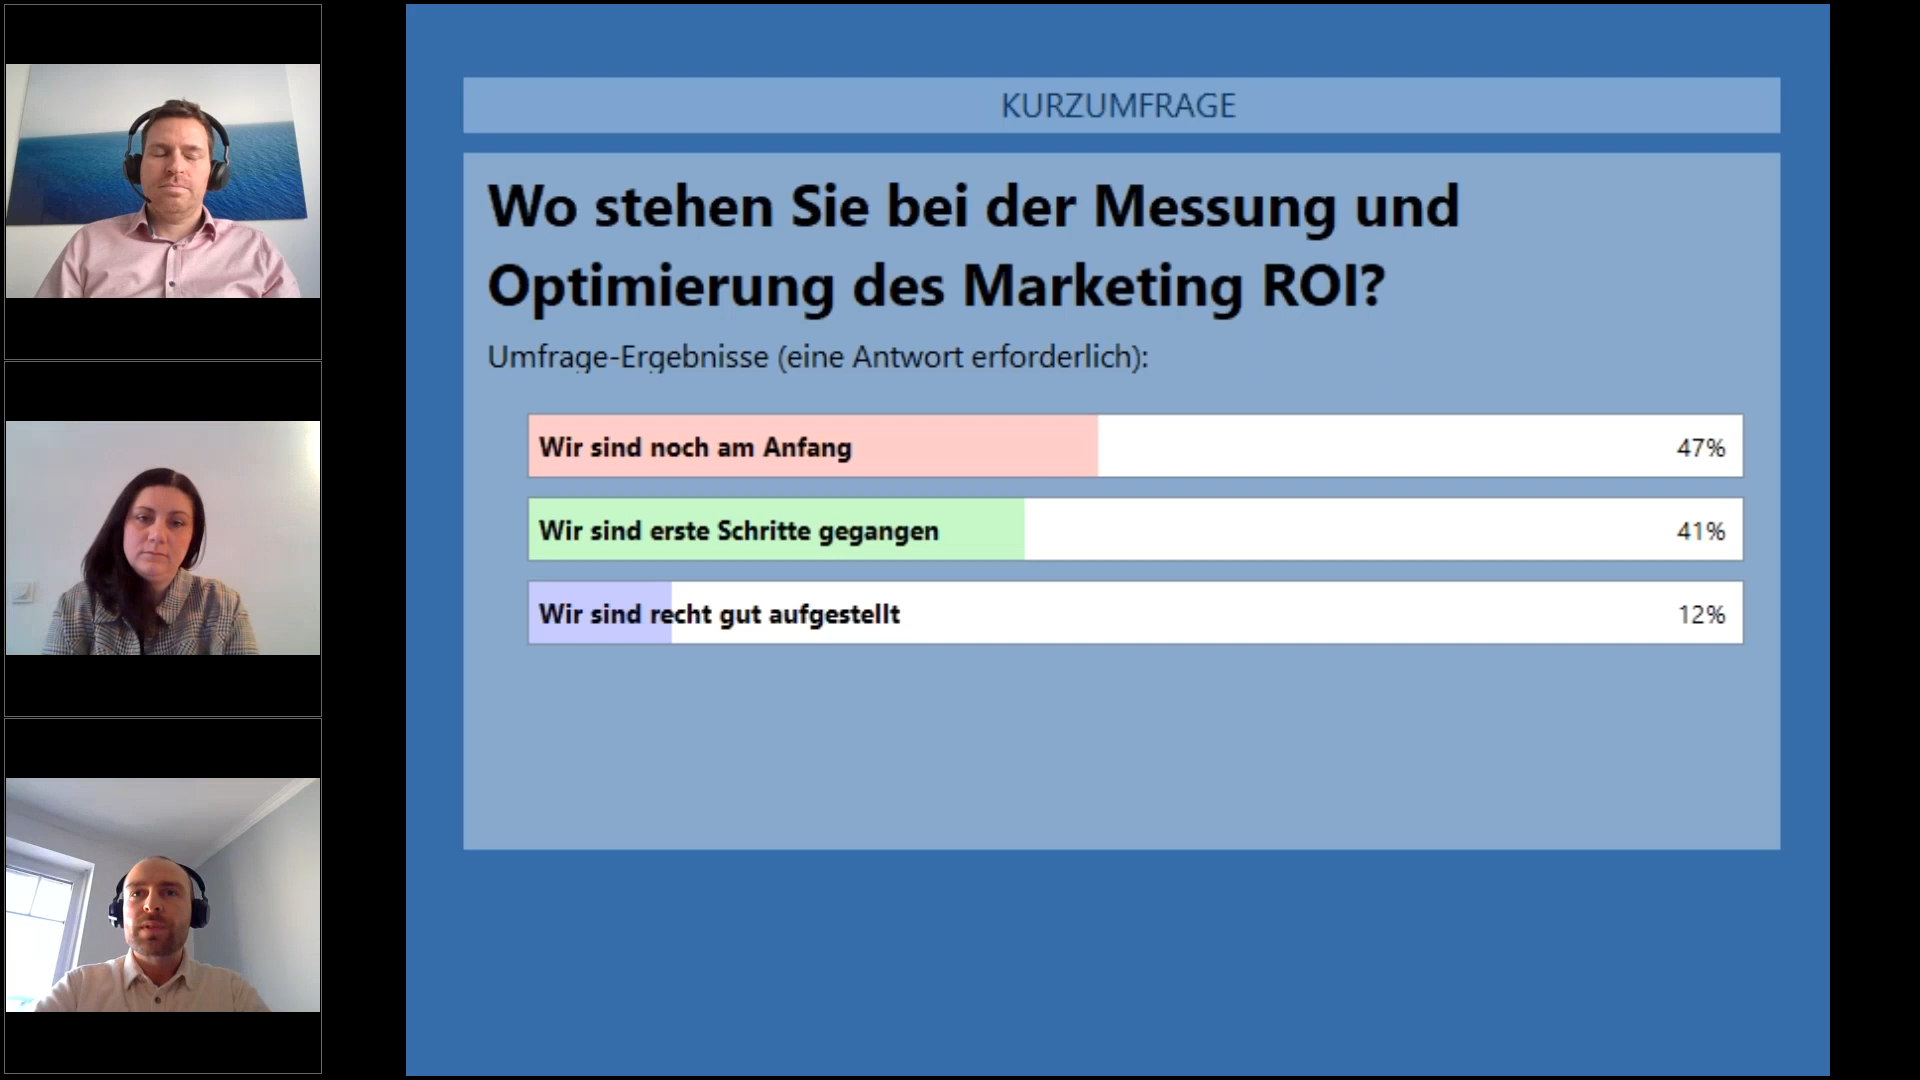 KURZUMFRAGE
Wo stehen Sie bei der Messung und
Optimierung des Marketing ROI?
Umfrage-Ergebnisse (eine Antwort erforderlich):
Wir sind noch am Anfang 47%
Wir sind erste Schritte gegangen 41%
Wir sind recht gut aufgestellt 12%